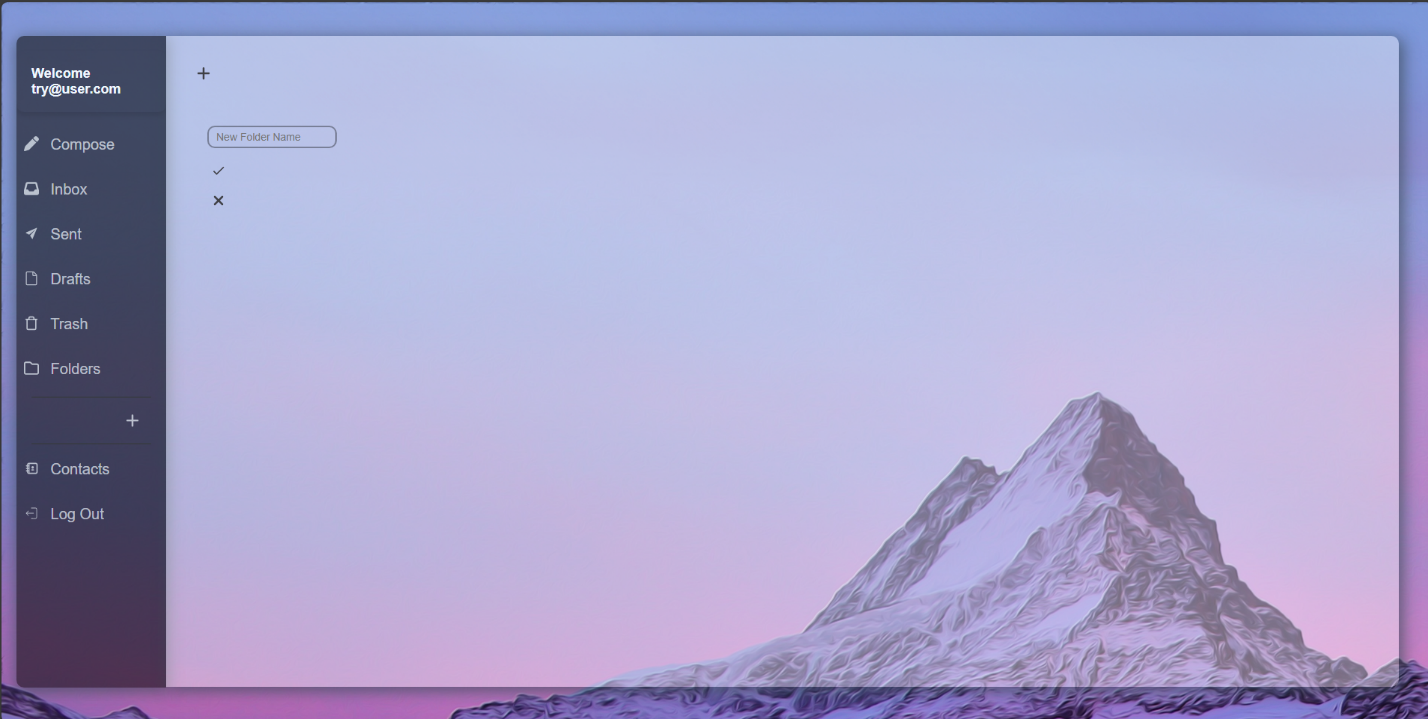 Welcome
try@user.com
Compose
Inbox
Sent
Drafts
Trash
Folders
Contacts
Log Out
New Folder Name